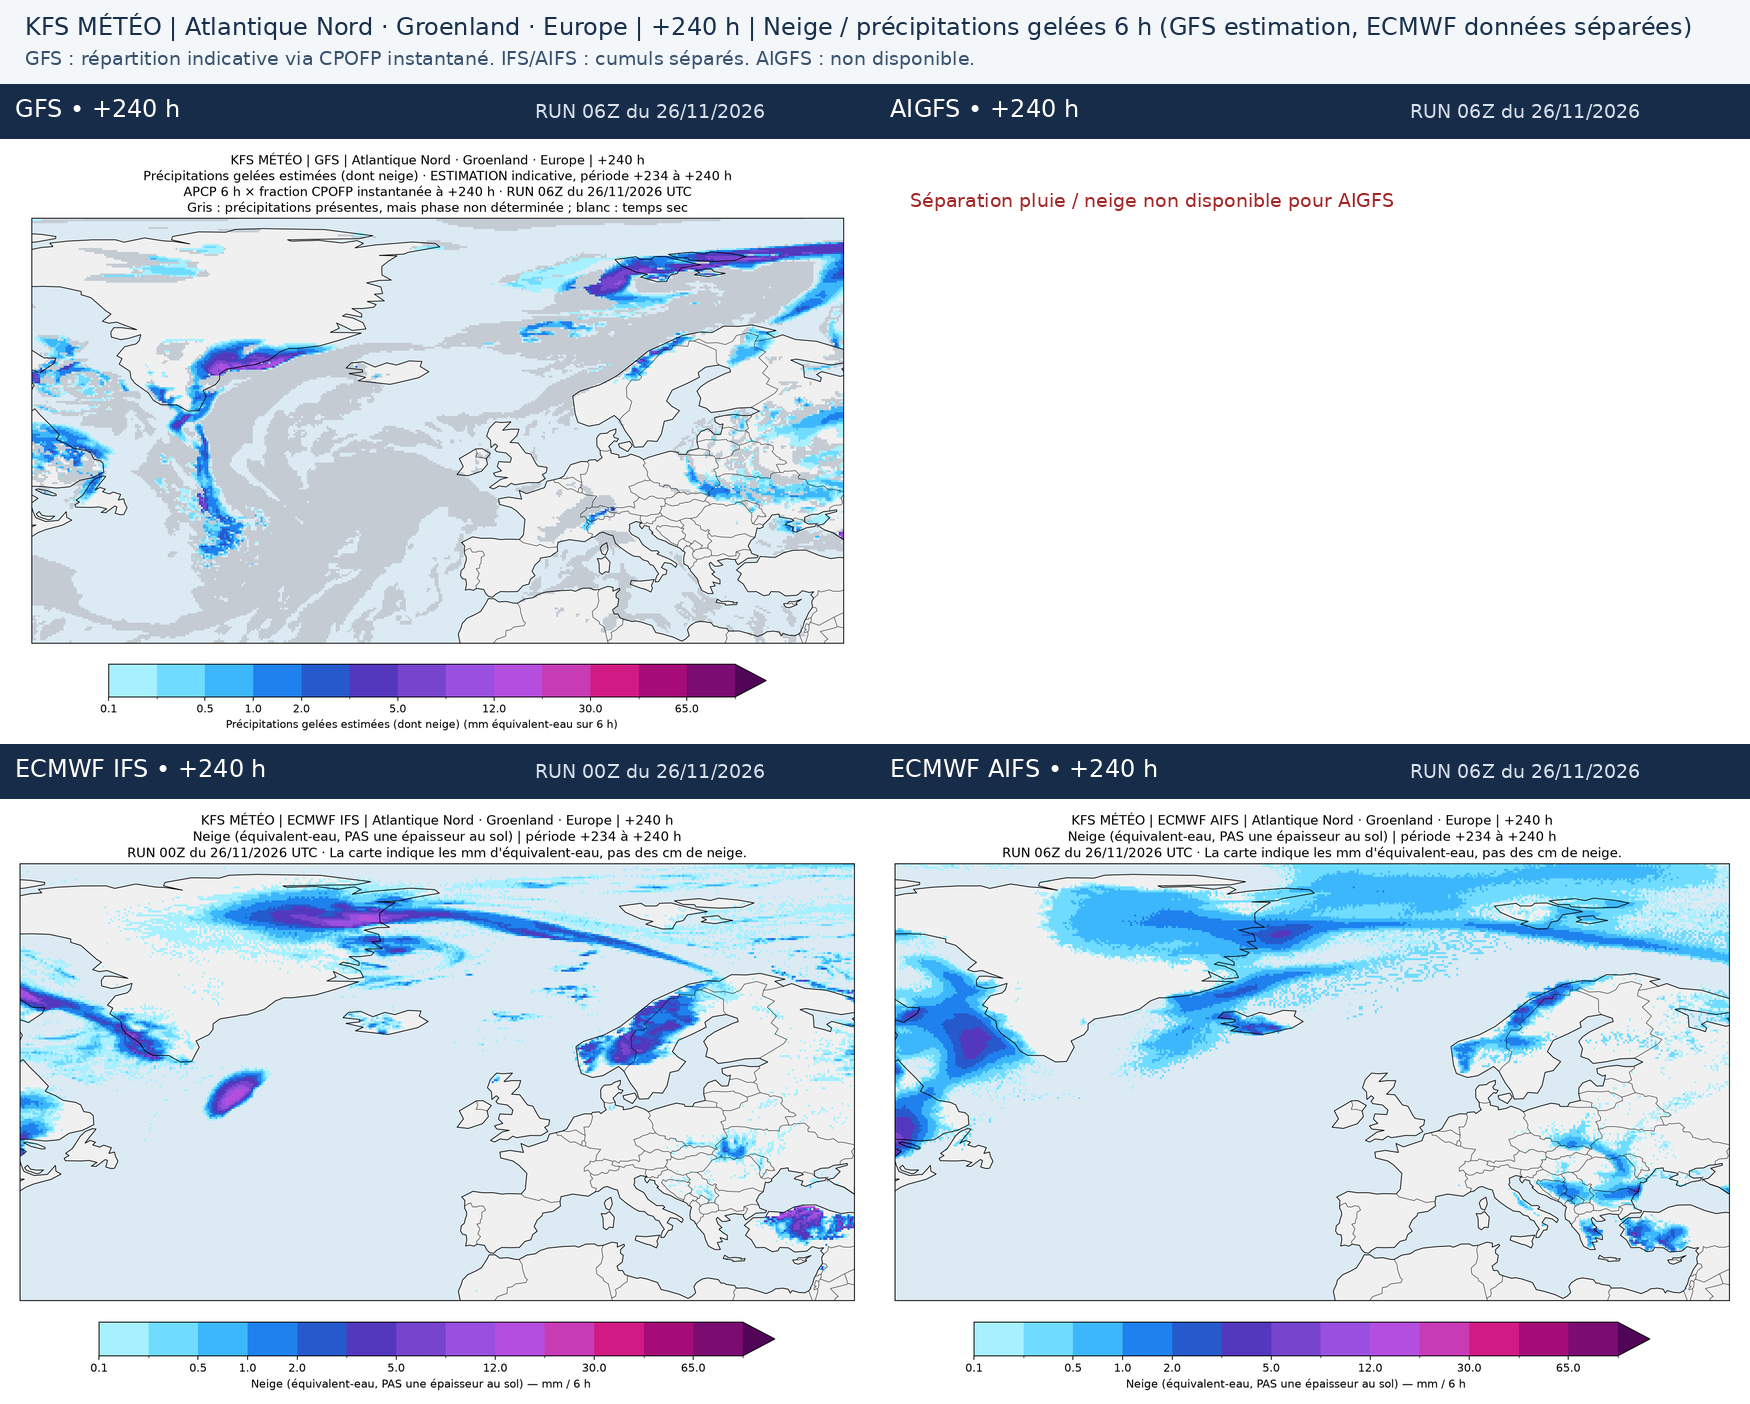 KFS MÉTÉO | Atlantique Nord · Groenland · Europe | +240 h | Neige / précipitations gelées 6 h (GFS estimation, ECMWF données séparées)
GFS : répartition indicative via CPOFP instantané. IFS/AIFS : cumuls séparés. AIGFS : non disponible.
GFS • +240 h
RUN 06Z du 26/11/2026
AIGFS • +240 h
RUN 06Z du 26/11/2026
KFS MÉTÉO | GFS | Atlantique Nord · Groenland · Europe | +240 h
Précipitations gelées estimées (dont neige) · ESTIMATION indicative, période +234 à +240 h
APCP 6 h × fraction CPOFP instantanée à +240 h · RUN 06Z du 26/11/2026 UTC
Gris : précipitations présentes, mais phase non déterminée ; blanc : temps sec
Séparation pluie / neige non disponible pour AIGFS
0.1 0.5 1.0 2.0 5.0 12.0 30.0 65.0
Précipitations gelées estimées (dont neige) (mm équivalent-eau sur 6 h)
ECMWF IFS • +240 h
RUN 00Z du 26/11/2026
ECMWF AIFS • +240 h
RUN 06Z du 26/11/2026
KFS MÉTÉO | ECMWF IFS | Atlantique Nord · Groenland · Europe | +240 h
Neige (équivalent-eau, PAS une épaisseur au sol) | période +234 à +240 h
RUN 00Z du 26/11/2026 UTC · La carte indique les mm d'équivalent-eau, pas des cm de neige.
KFS MÉTÉO | ECMWF AIFS | Atlantique Nord · Groenland · Europe | +240 h
Neige (équivalent-eau, PAS une épaisseur au sol) | période +234 à +240 h
RUN 06Z du 26/11/2026 UTC · La carte indique les mm d'équivalent-eau, pas des cm de neige.
0.1 0.5 1.0 2.0 5.0 12.0 30.0 65.0
Neige (équivalent-eau, PAS une épaisseur au sol) — mm / 6 h
0.1 0.5 1.0 2.0 5.0 12.0 30.0 65.0
Neige (équivalent-eau, PAS une épaisseur au sol) — mm / 6 h